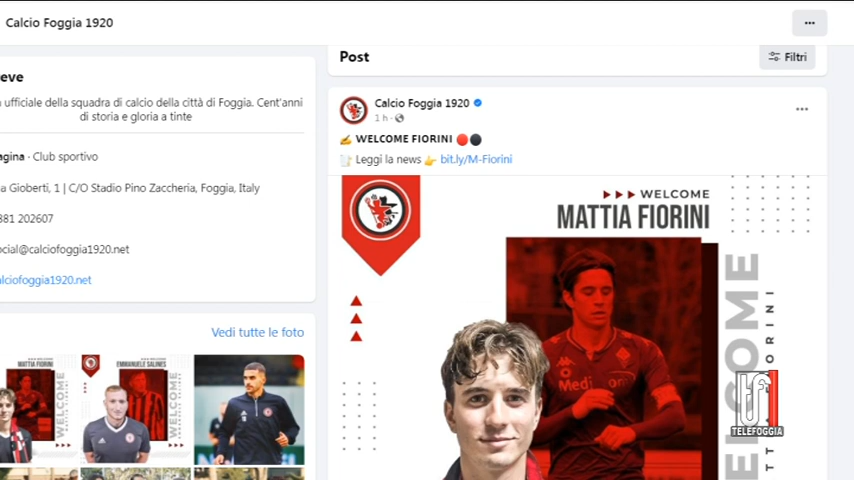 Calcio Foggia 1920
eve
ufficiale della squadra di calcio della città di Foggia. Cent'anni
di storia e gloria a tinte
agina · Club sportivo
a Gioberti, 1 | C/O Stadio Pino Zaccheria, Foggia, Italy
881 202607
ocial@calciofoggia1920.net
alciofoggia1920.net
Vedi tutte le foto
MATTIA FIORINI
WELCOME
EMMANUELE SALINES
WELCOME
Post
Filtri
Calcio Foggia 1920
1 h
WELCOME FIORINI
Leggi la news bit.ly/M-Fiorini
WELCOME
MATTIA FIORINI
WELCOME
TT
ORINI
Medi
TELEFOGGIA